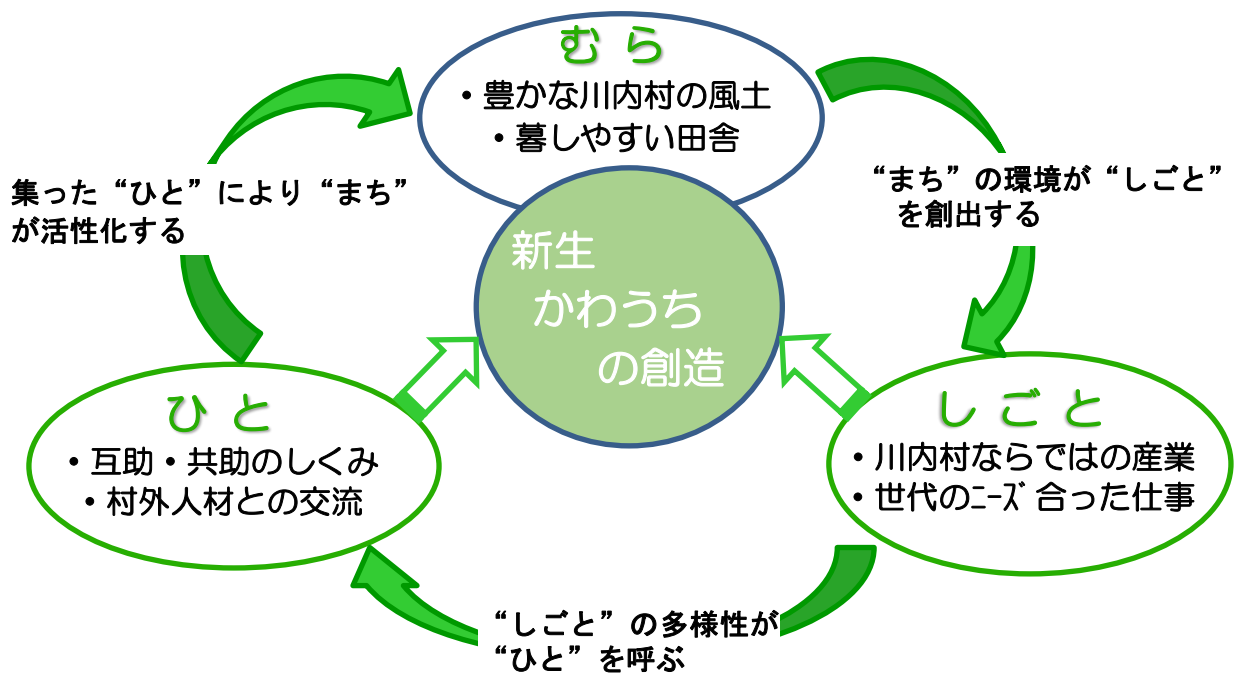 む ら
・豊かな川内村の風土
・暮しやすい田舎
集った“ひと”により“まち”
が活性化する
“まち”の環境が“しごと”
を創出する
新生
かわうち
の創造
ひ と
・互助・共助のしくみ
・村外人材との交流
し ご と
・川内村ならではの産業
・世代のﾆｰｽﾞ合った仕事
“しごと”の多様性が
“ひと”を呼ぶ